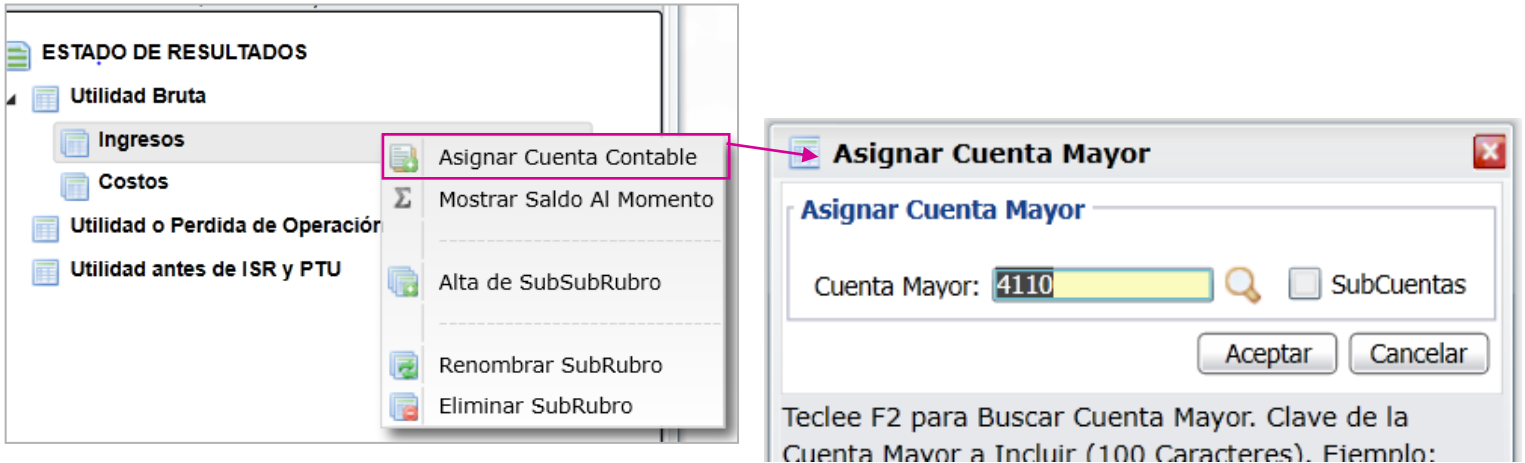 ESTADO DE RESULTADOS
Utilidad Bruta
Ingresos
Costos
Utilidad o Perdida de Operación
Utilidad antes de ISR y PTU
Asignar Cuenta Contable
Σ Mostrar Saldo Al Momento
Alta de SubSubRubro
Renombrar SubRubro
Eliminar SubRubro
Asignar Cuenta Mayor
Asignar Cuenta Mayor
Cuenta Mayor: 4110 SubCuentas
Aceptar Cancelar
Teclee F2 para Buscar Cuenta Mayor. Clave de la
Cuenta Mayor a Incluir (100 Caracteres). Ejemplo: